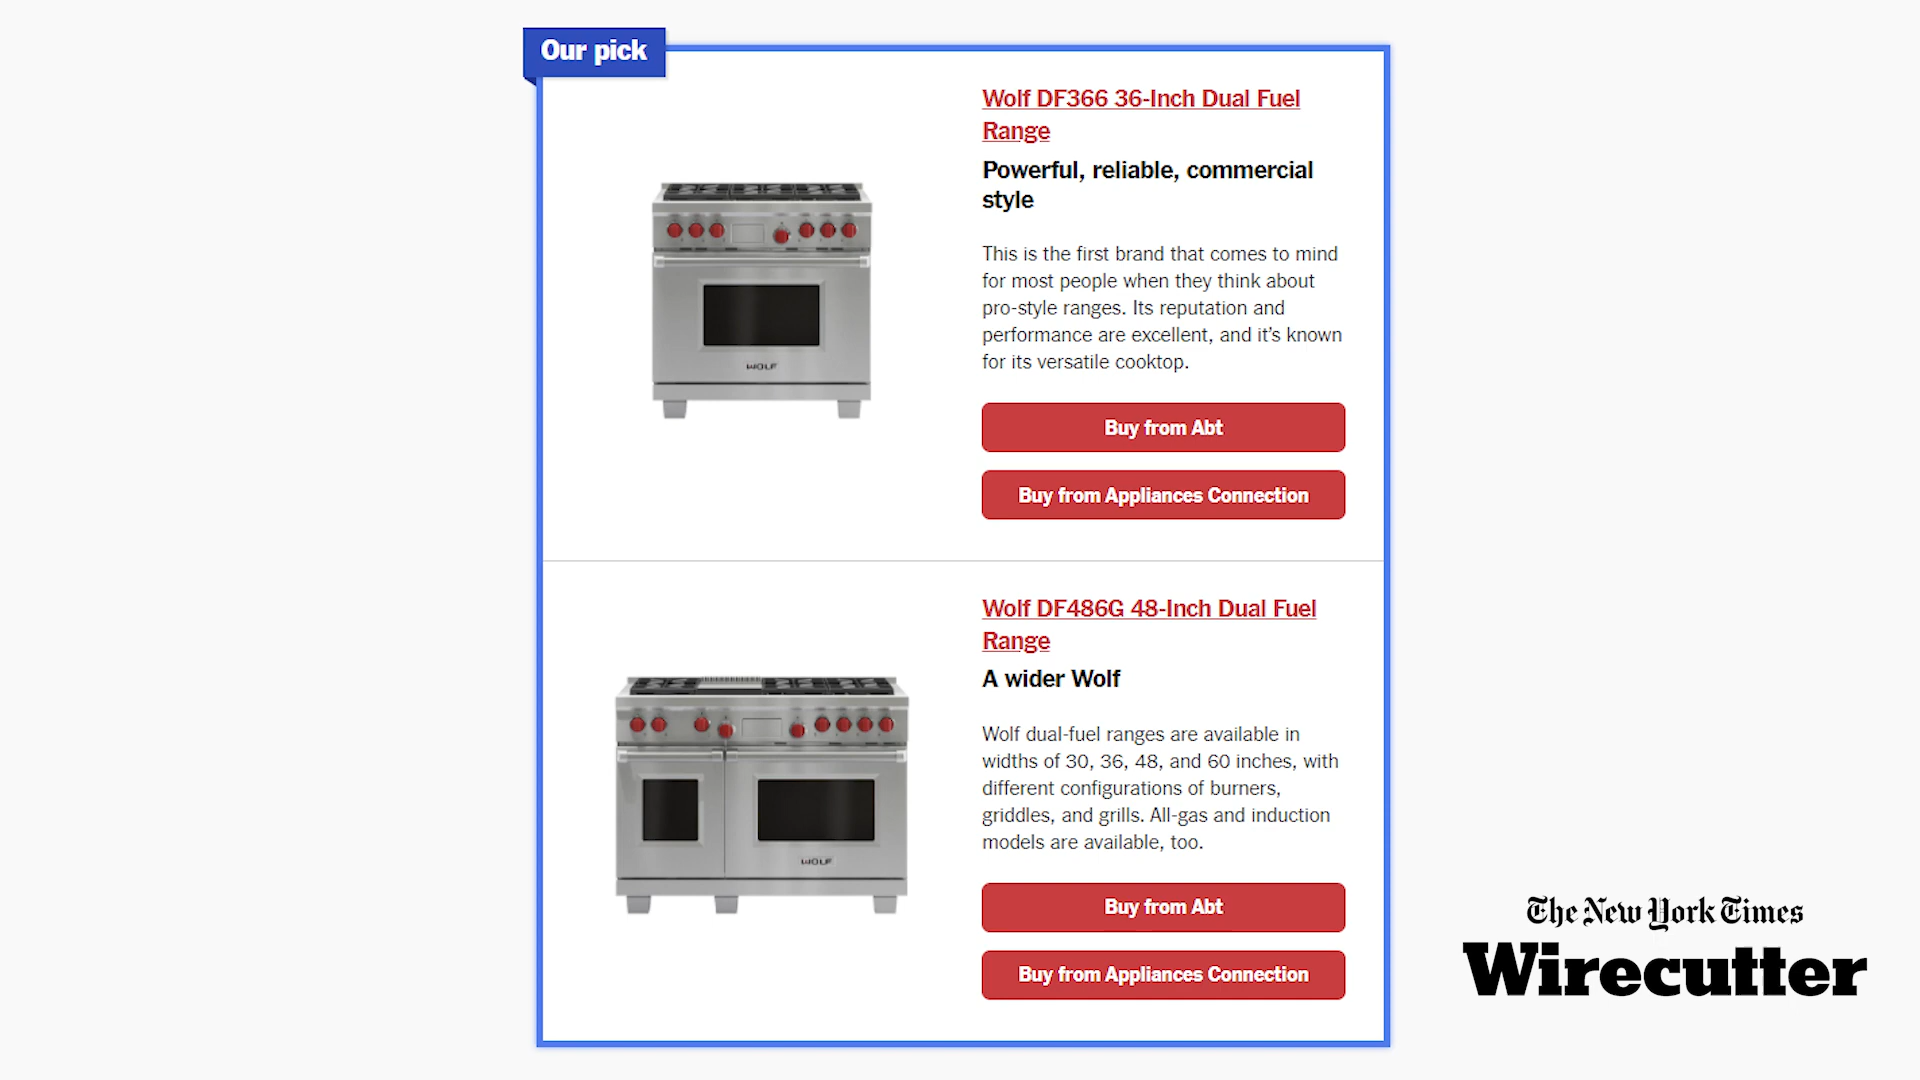 Our pick
Wolf DF366 36-Inch Dual Fuel
Range
Powerful, reliable, commercial
style
This is the first brand that comes to mind
for most people when they think about
pro-style ranges. Its reputation and
performance are excellent, and it’s known
for its versatile cooktop.
Buy from Abt
Buy from Appliances Connection
WOLF
Wolf DF486G 48-Inch Dual Fuel
Range
A wider Wolf
Wolf dual-fuel ranges are available in
widths of 30, 36, 48, and 60 inches, with
different configurations of burners,
griddles, and grills. All-gas and induction
models are available, too.
Buy from Abt
Buy from Appliances Connection
WOLF
The New York Times
Wirecutter